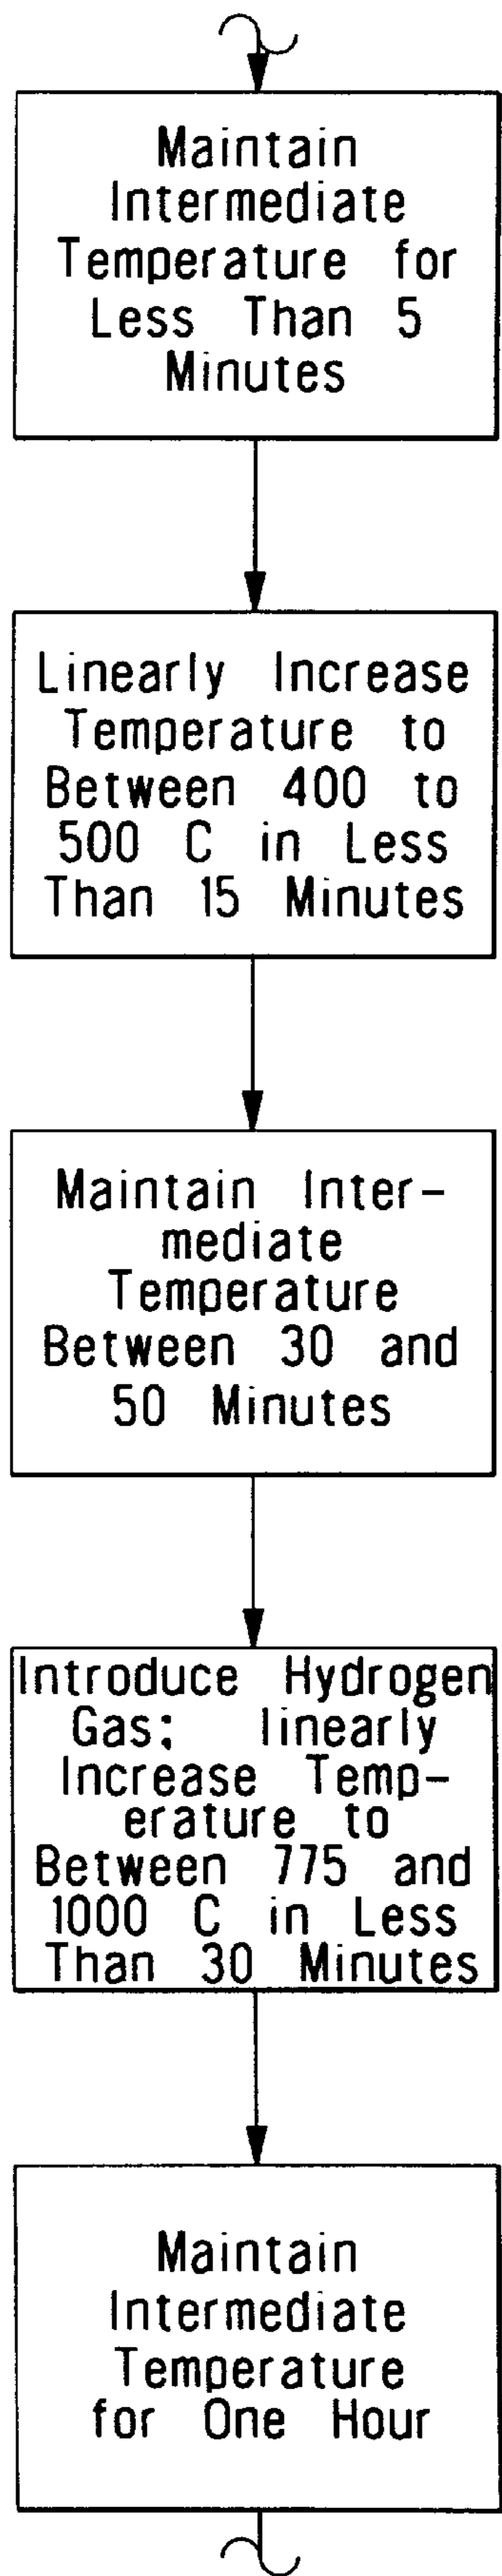 Maintain
Intermediate
Temperature for
Less Than 5
Minutes
Linearly Increase
Temperature to
Between 400 to
500 C in Less
Than 15 Minutes
Maintain Inter-
mediate
Temperature
Between 30 and
50 Minutes
Introduce Hydrogen
Gas; linearly
Increase Temp-
erature to
Between 775 and
1000 C in Less
Than 30 Minutes
Maintain
Intermediate
Temperature
for One Hour